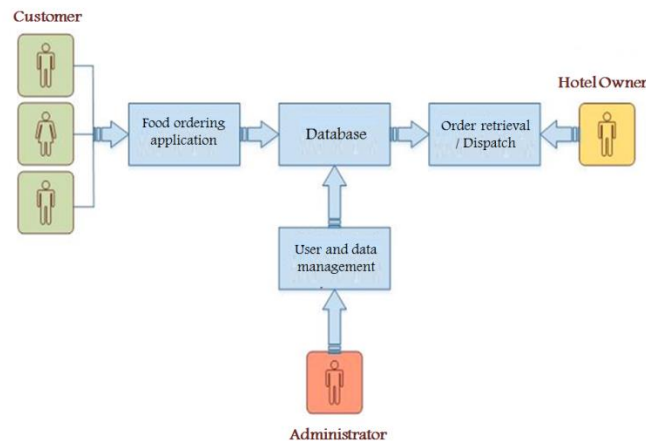 Customer
Hotel Owner
Food ordering
application
Database
Order retrieval
/ Dispatch
User and data
management
Administrator